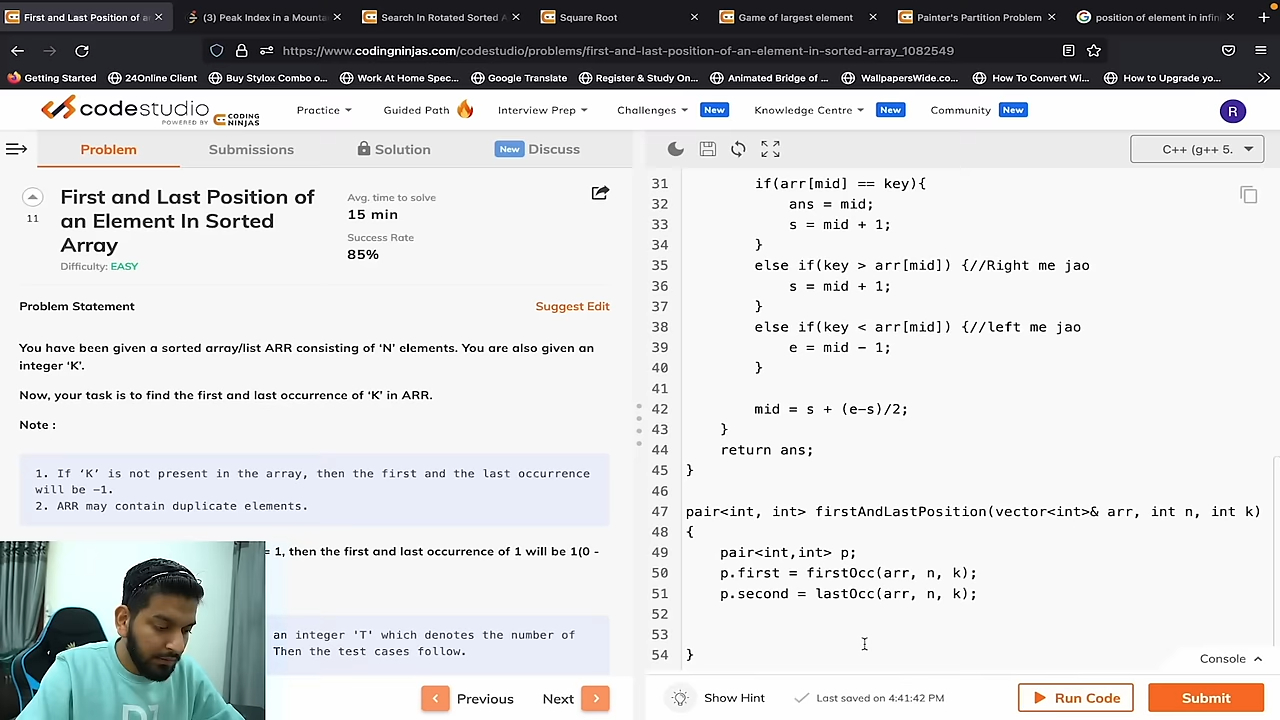 First and Last Position of an
(3) Peak Index in a Mounta
Search In Rotated Sorted A
Square Root
Game of largest element
Painter's Partition Problem
position of element in infin
https://www.codingninjas.com/codestudio/problems/first-and-last-position-of-an-element-in-sorted-array_1082549
Getting Started
24Online Client
Buy Stylox Combo o...
Work At Home Spe...
Google Translate
Register & Study On...
Animated Bridge of ...
WallpapersWide.co...
How To Convert Wi...
How to Upgrade yo...
codestudio
POWERED BY CODING NINJAS
Practice
Guided Path
Interview Prep
Challenges
New
Knowledge Centre
New
Community
New
R
Problem
Submissions
Solution
New
Discuss
C++ (g++ 5.
11
First and Last Position of
an Element In Sorted
Array
Difficulty: EASY
Avg. time to solve
15 min
Success Rate
85%
Problem Statement
Suggest Edit
You have been given a sorted array/list ARR consisting of ‘N’ elements. You are also given an
integer ‘K’.
Now, your task is to find the first and last occurrence of ‘K’ in ARR.
Note :
1. If ‘K’ is not present in the array, then the first and the last occurrence
will be -1.
2. ARR may contain duplicate elements.
= 1, then the first and last occurrence of 1 will be 1(0 -
an integer 'T' which denotes the number of
Then the test cases follow.
Previous
Next
31 if(arr[mid] == key){
32 ans = mid;
33 s = mid + 1;
34 }
35 else if(key > arr[mid]) {//Right me jao
36 s = mid + 1;
37 }
38 else if(key < arr[mid]) {//left me jao
39 e = mid - 1;
40 }
41
42 mid = s + (e-s)/2;
43 }
44 return ans;
45 }
46
47 pair<int, int> firstAndLastPosition(vector<int>& arr, int n, int k)
48 {
49 pair<int,int> p;
50 p.first = firstOcc(arr, n, k);
51 p.second = lastOcc(arr, n, k);
52
53
54 }
Console
Show Hint
Last saved on 4:41:42 PM
Run Code
Submit